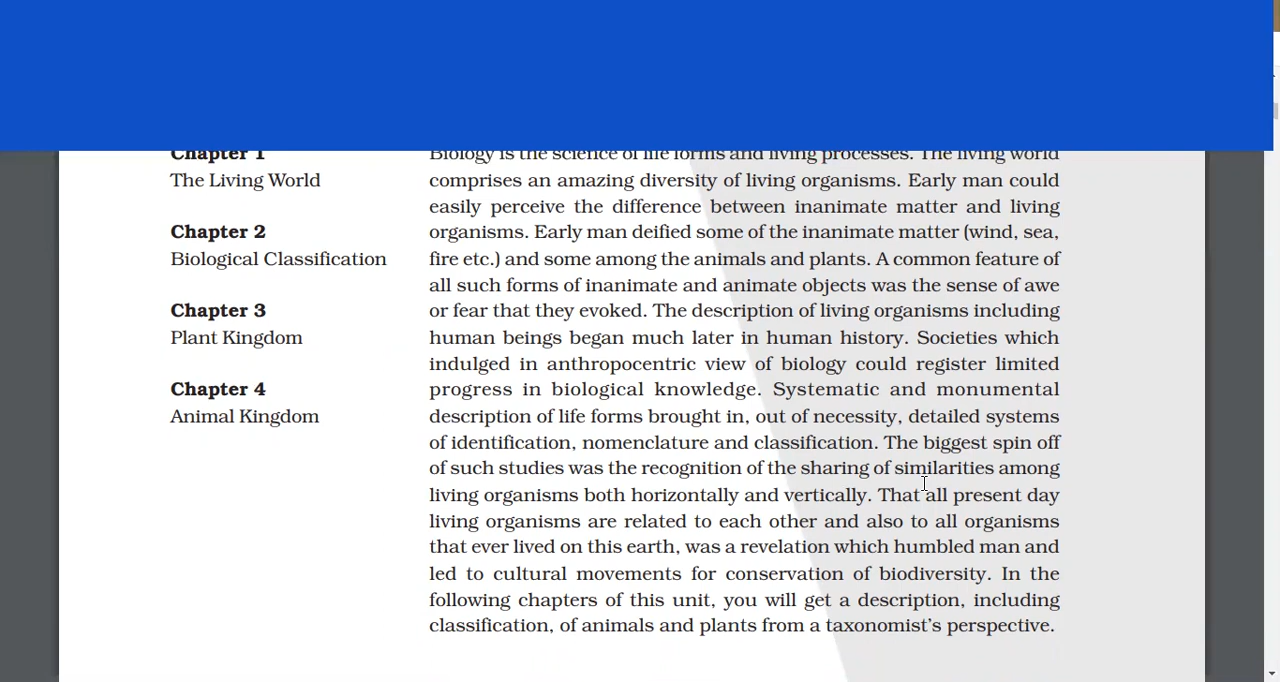 Chapter 1
The Living World
Chapter 2
Biological Classification
Chapter 3
Plant Kingdom
Chapter 4
Animal Kingdom
Biology is the science of life forms and living processes. The living world
comprises an amazing diversity of living organisms. Early man could
easily perceive the difference between inanimate matter and living
organisms. Early man deified some of the inanimate matter (wind, sea,
fire etc.) and some among the animals and plants. A common feature of
all such forms of inanimate and animate objects was the sense of awe
or fear that they evoked. The description of living organisms including
human beings began much later in human history. Societies which
indulged in anthropocentric view of biology could register limited
progress in biological knowledge. Systematic and monumental
description of life forms brought in, out of necessity, detailed systems
of identification, nomenclature and classification. The biggest spin off
of such studies was the recognition of the sharing of similarities among
living organisms both horizontally and vertically. That all present day
living organisms are related to each other and also to all organisms
that ever lived on this earth, was a revelation which humbled man and
led to cultural movements for conservation of biodiversity. In the
following chapters of this unit, you will get a description, including
classification, of animals and plants from a taxonomist's perspective.